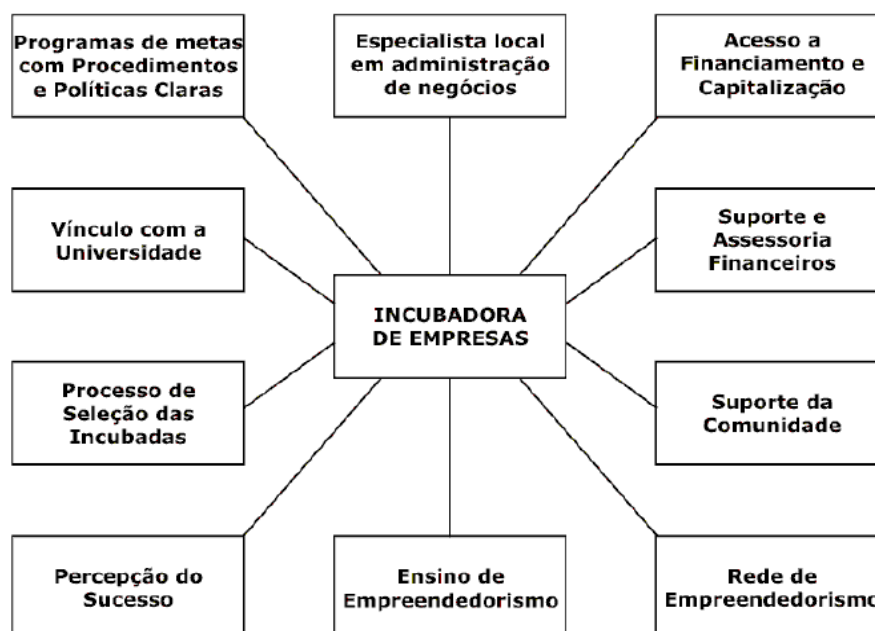 Programas de metas
com Procedimentos
e Políticas Claras
Especialista local
em administração
de negócios
Acesso a
Financiamento e
Capitalização
Vínculo com a
Universidade
Suporte e
Assessoria
Financeiros
INCUBADORA
DE EMPRESAS
Processo de
Seleção das
Incubadas
Suporte da
Comunidade
Percepção do
Sucesso
Ensino de
Empreendedorismo
Rede de
Empreendedorismo